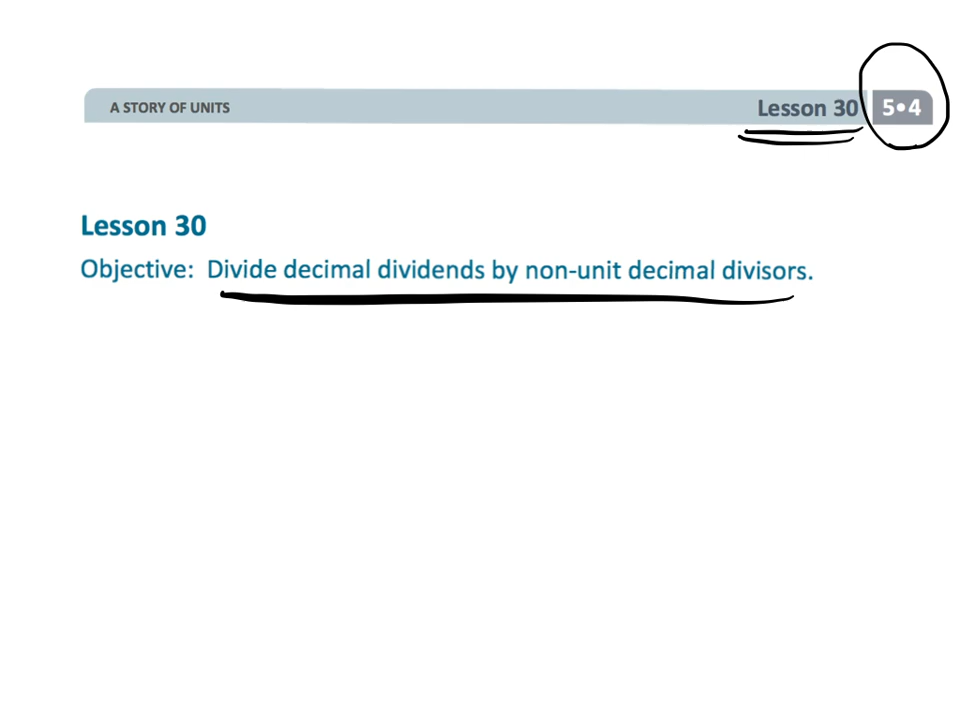 A STORY OF UNITS
Lesson 30 5•4
Lesson 30
Objective: Divide decimal dividends by non-unit decimal divisors.